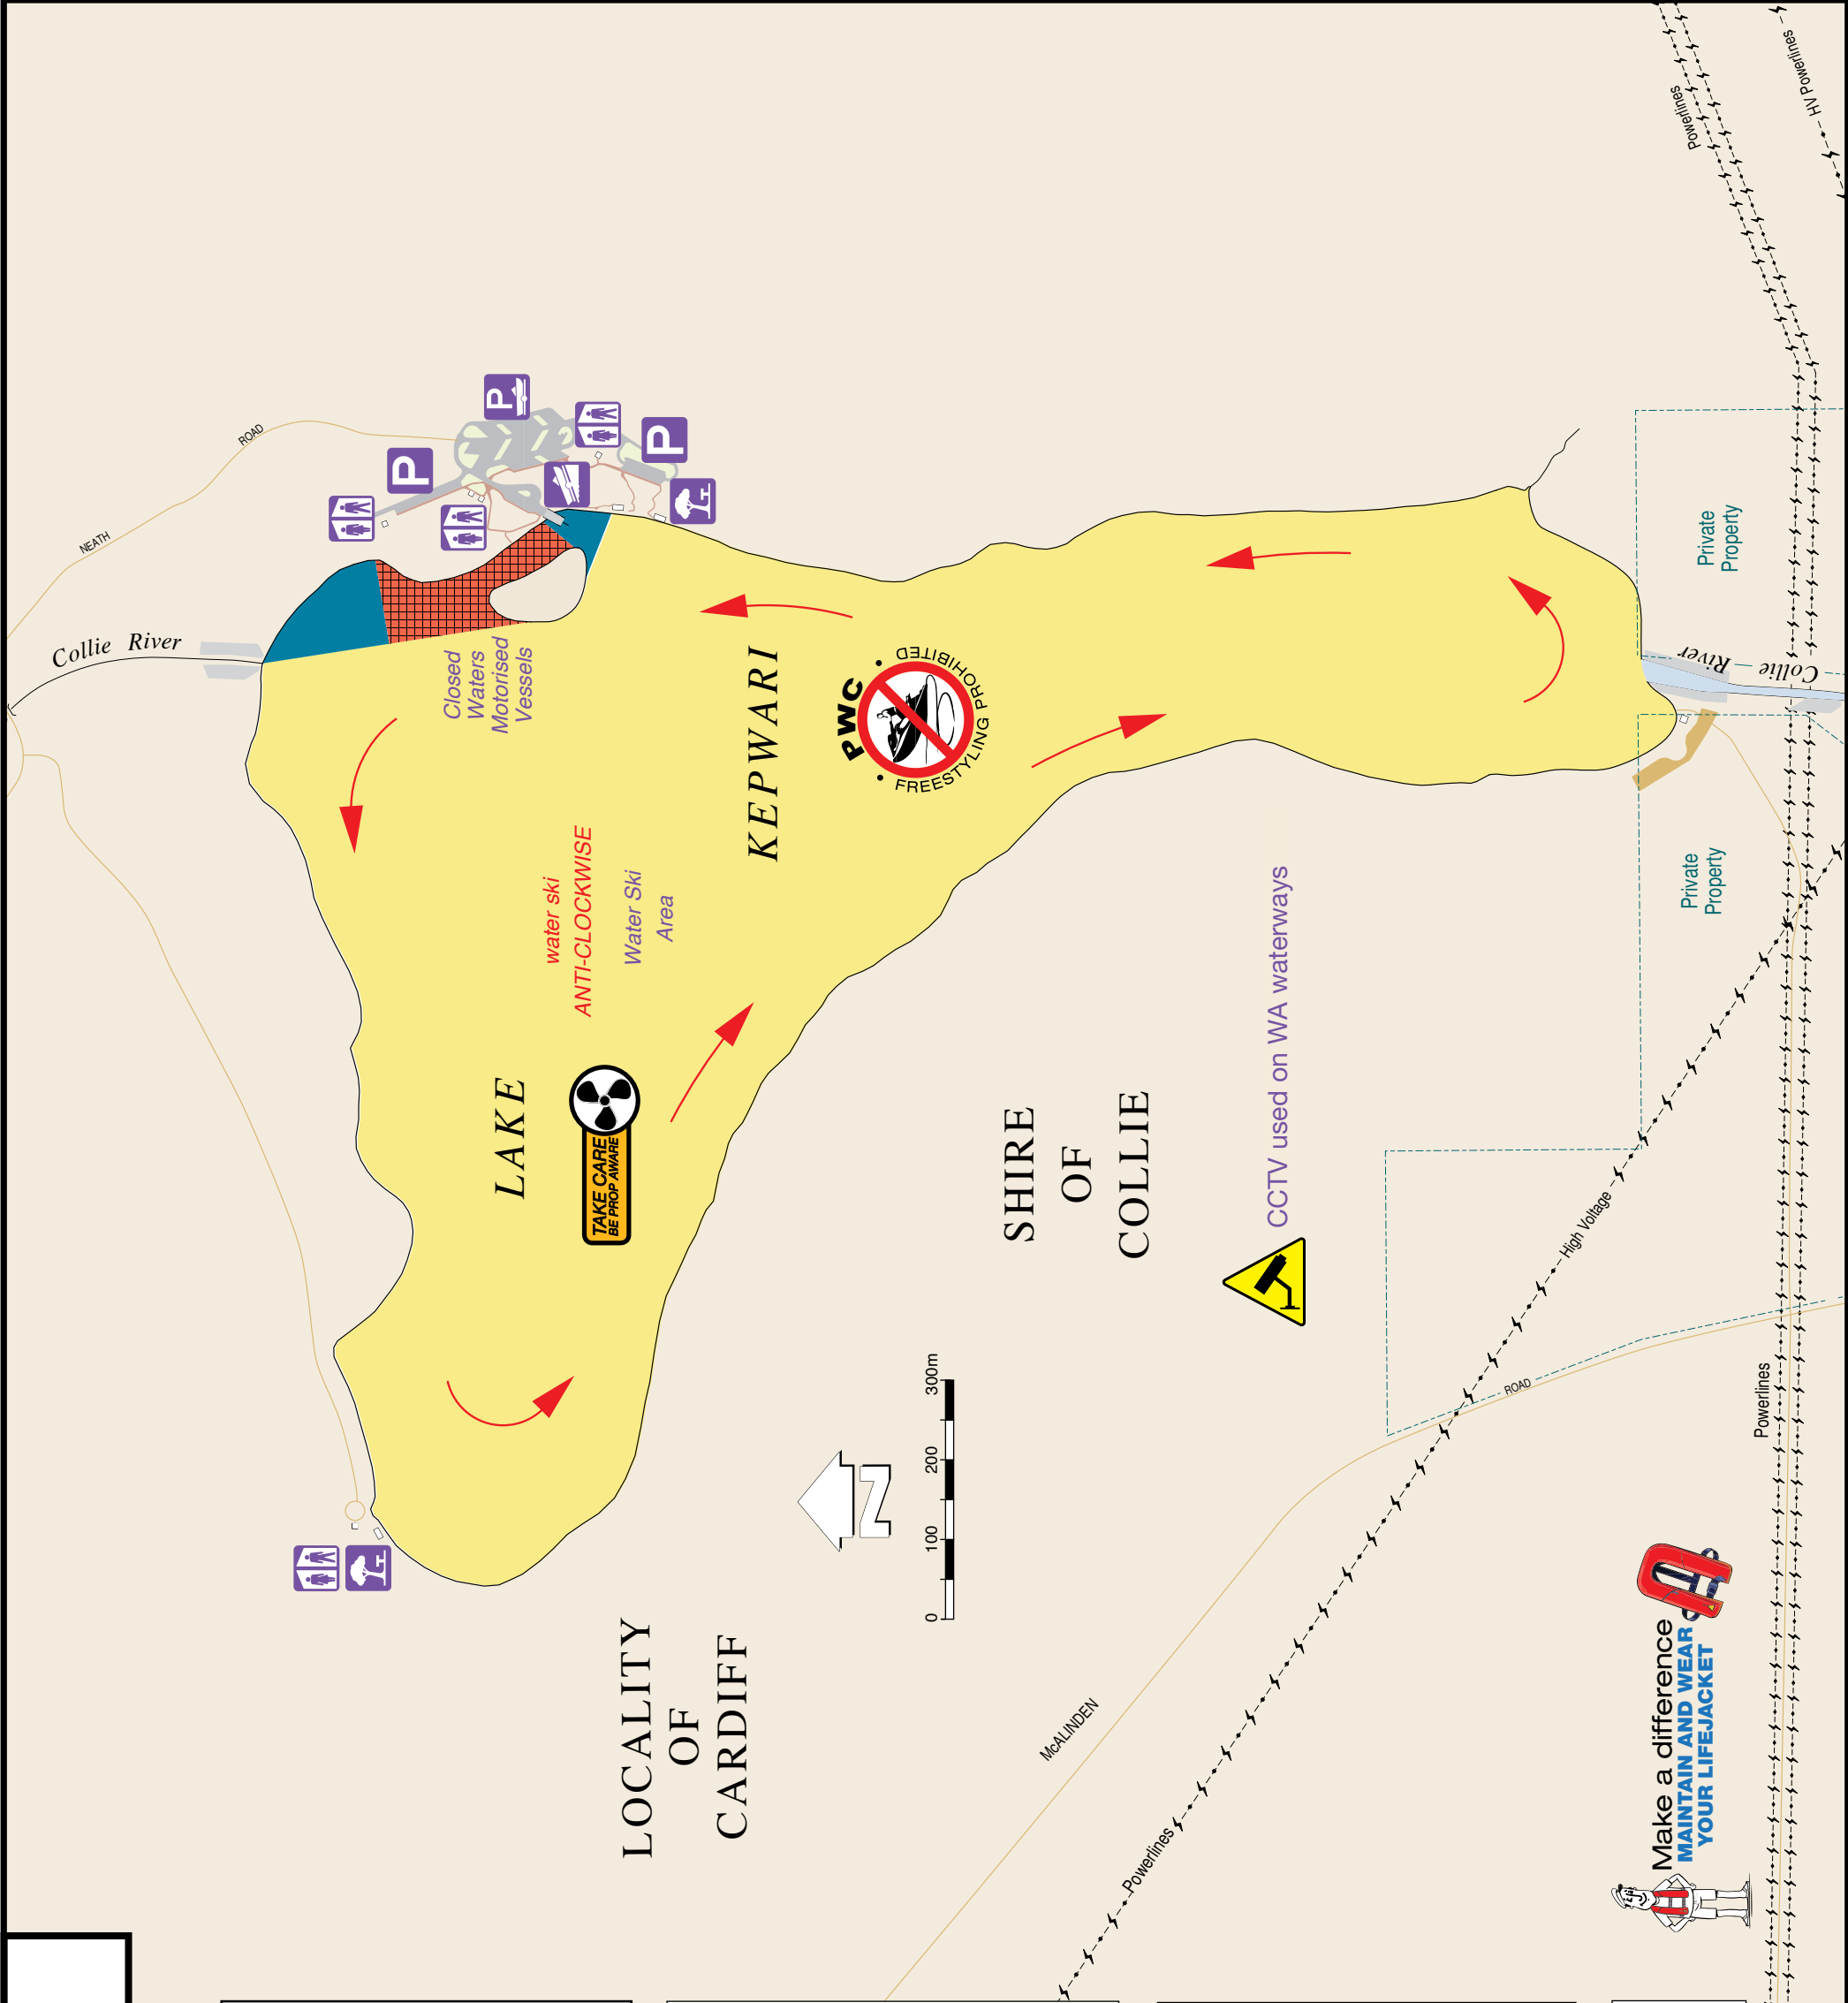 LOCALITY
OF
CARDIFF
LAKE
KEPWARI
water ski
ANTI-CLOCKWISE
Water Ski
Area
TAKE CARE
BE PROP AWARE
Closed
Waters
Motorised
Vessels
PWC
• FREESTYLING PROHIBITED •
Collie River
NEATH
ROAD
P
P
P
SHIRE
OF
COLLIE
CCTV used on WA waterways
N
0 100 200 300m
McALINDEN
ROAD
Powerlines
High Voltage
Powerlines
Private
Property
Private
Property
Collie River
Powerlines
HV Powerlines
Make a difference
MAINTAIN AND WEAR
YOUR LIFEJACKET